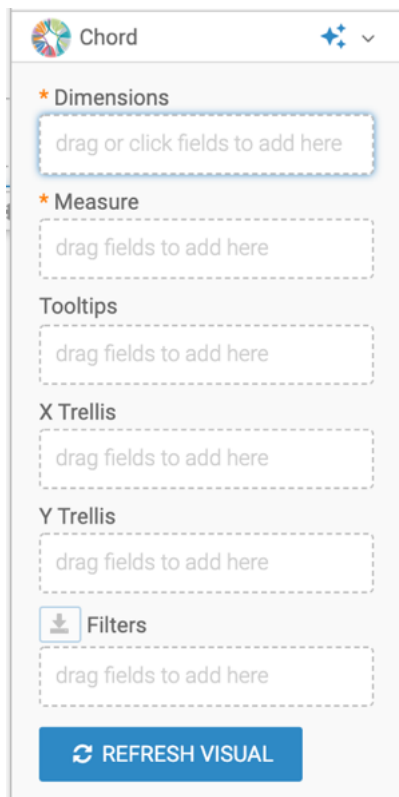 Chord
* Dimensions
drag or click fields to add here
* Measure
drag fields to add here
Tooltips
drag fields to add here
X Trellis
drag fields to add here
Y Trellis
drag fields to add here
Filters
drag fields to add here
REFRESH VISUAL